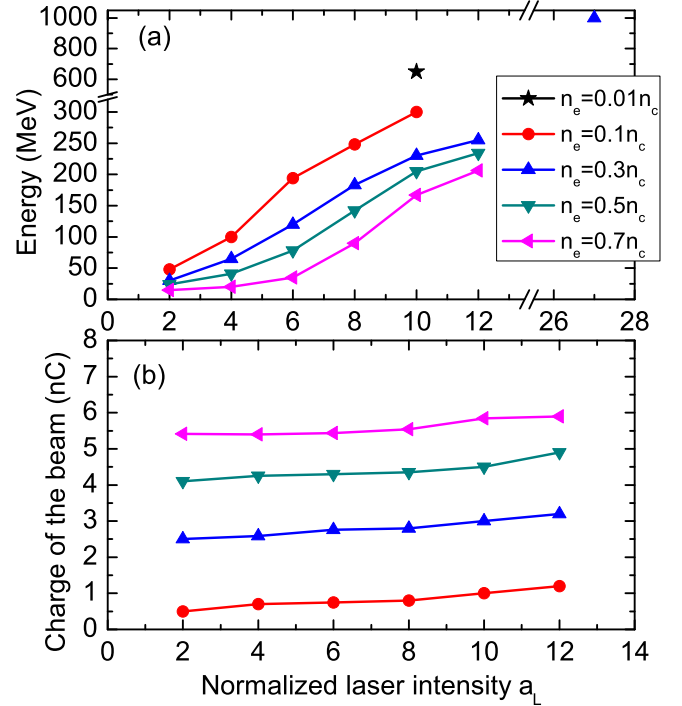 (a)
1000
800
600
300
250
200
150
100
50
0
Energy (MeV)
0 2 4 6 8 10 12 26 28
n_e=0.01n_c
n_e=0.1n_c
n_e=0.3n_c
n_e=0.5n_c
n_e=0.7n_c
(b)
8
7
6
5
4
3
2
1
0
Charge of the beam (nC)
0 2 4 6 8 10 12 14
Normalized laser intensity a_L